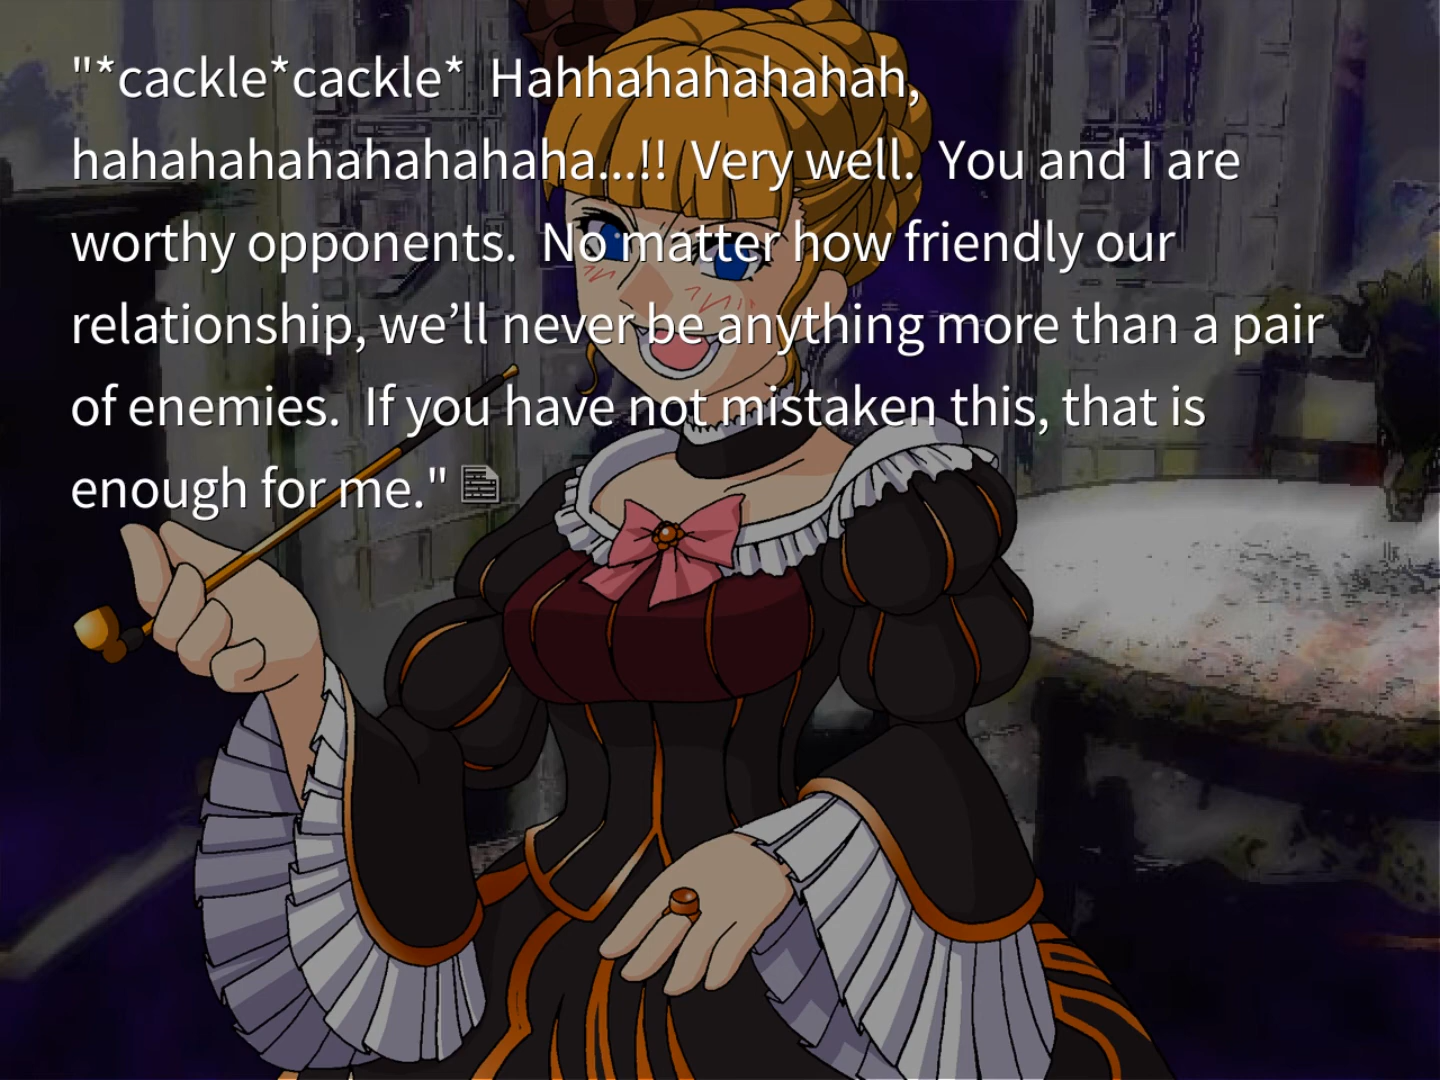 "*cackle*cackle*  Hahhahahahahah,
hahahahahahahahaha...!!  Very well.  You and I are
worthy opponents.  No matter how friendly our
relationship, we’ll never be anything more than a pair
of enemies.  If you have not mistaken this, that is
enough for me."